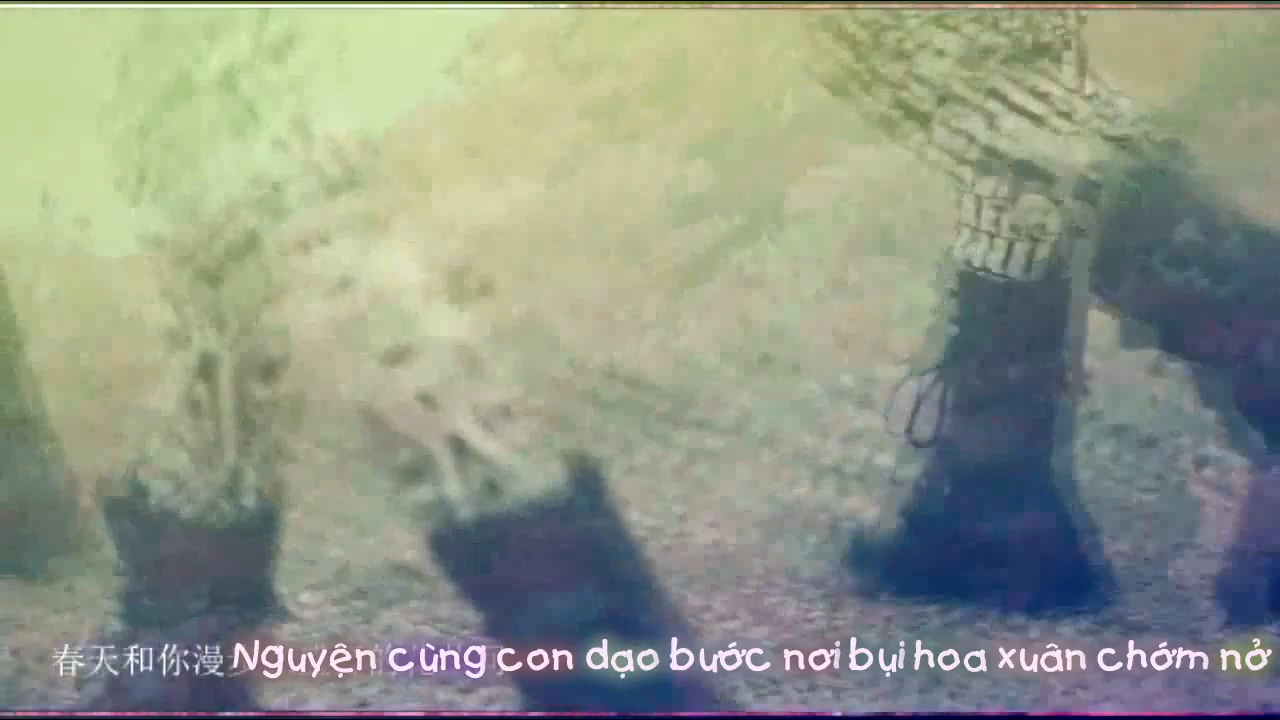 春天和你漫 Nguyện cùng con dạo bước nơi bụi hoa xuân chớm nở